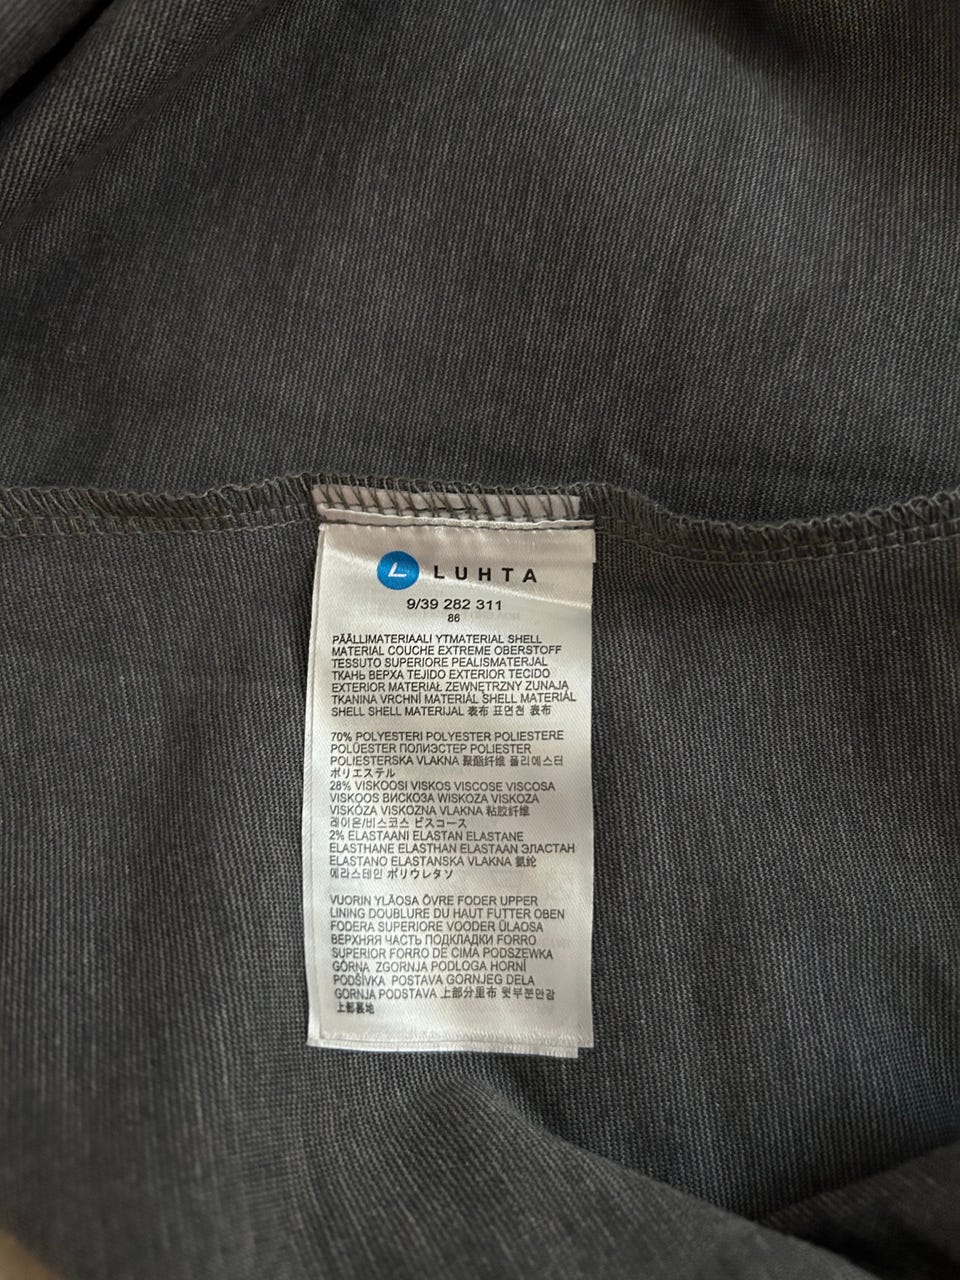 LUHTA
9/39 282 311
86
PÄÄLLIMATERIAALI YTMATERIAL SHELL
MATERIAL COUCHE EXTREME OBERSTOFF
TESSUTO SUPERIORE PEALISMATERJAL
ТКАНЬ ВЕРХА TEJIDO EXTERIOR TECIDO
EXTERIOR MATERIAŁ ZEWNĘTRZNY ZUNAJA
TKANINA VRCHNÍ MATERIÁL SHELL MATERIÁL
SHELL SHELL MATERIJAL 表布 표면천 表布
70% POLYESTERI POLYESTER POLIESTERE
POLÜESTER ПОЛИЭСТЕР POLIESTER
POLIESTERSKA VLAKNA 聚酯纤维 폴리에스터
ポリエステル
28% VISKOOSI VISKOS VISCOSE VISCOSA
VISKOOS ВИСКОЗА WISKOZA VISKOZA
VISKÓZA VISKOZNA VLAKNA 粘胶纤维
레이온/비스코스 ビスコース
2% ELASTAANI ELASTAN ELASTANE
ELASTHANE ELASTHAN ELASTAAN ЭЛАСТАН
ELASTANO ELASTANSKA VLAKNA 氨纶
에라스테인 ポリウレタソ
VUORIN YLÄOSA ÖVRE FODER UPPER
LINING DOUBLURE DU HAUT FUTTER OBEN
FODERA SUPERIORE VOODER ÜLAOSA
ВЕРХНЯЯ ЧАСТЬ ПОДКЛАДКИ FORRO
SUPERIOR FORRO DE CIMA PODSZEWKA
GÓRNA ZGORNJA PODLOGA HORNÍ
PODŠÍVKA POSTAVA GORNJEG DELA
GORNJA PODSTAVA 上部分里布 윗부분안감
上部裏地